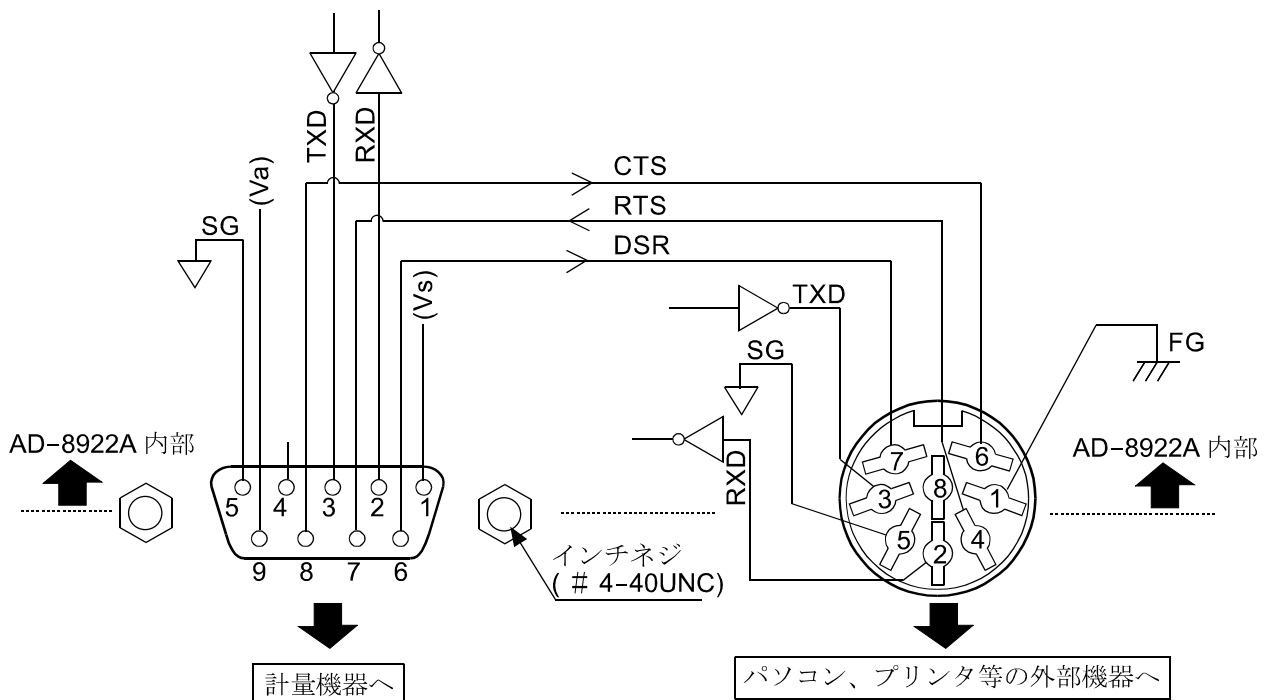 TXD
RXD
(Va)
SG
CTS
RTS
DSR
(Vs)
TXD
SG
RXD
FG
AD-8922A 内部
AD-8922A 内部
5 4 3 2 1
9 8 7 6
インチネジ
( # 4-40UNC)
7 6
3 8 1
5 2 4
計量機器へ
パソコン、プリンタ等の外部機器へ